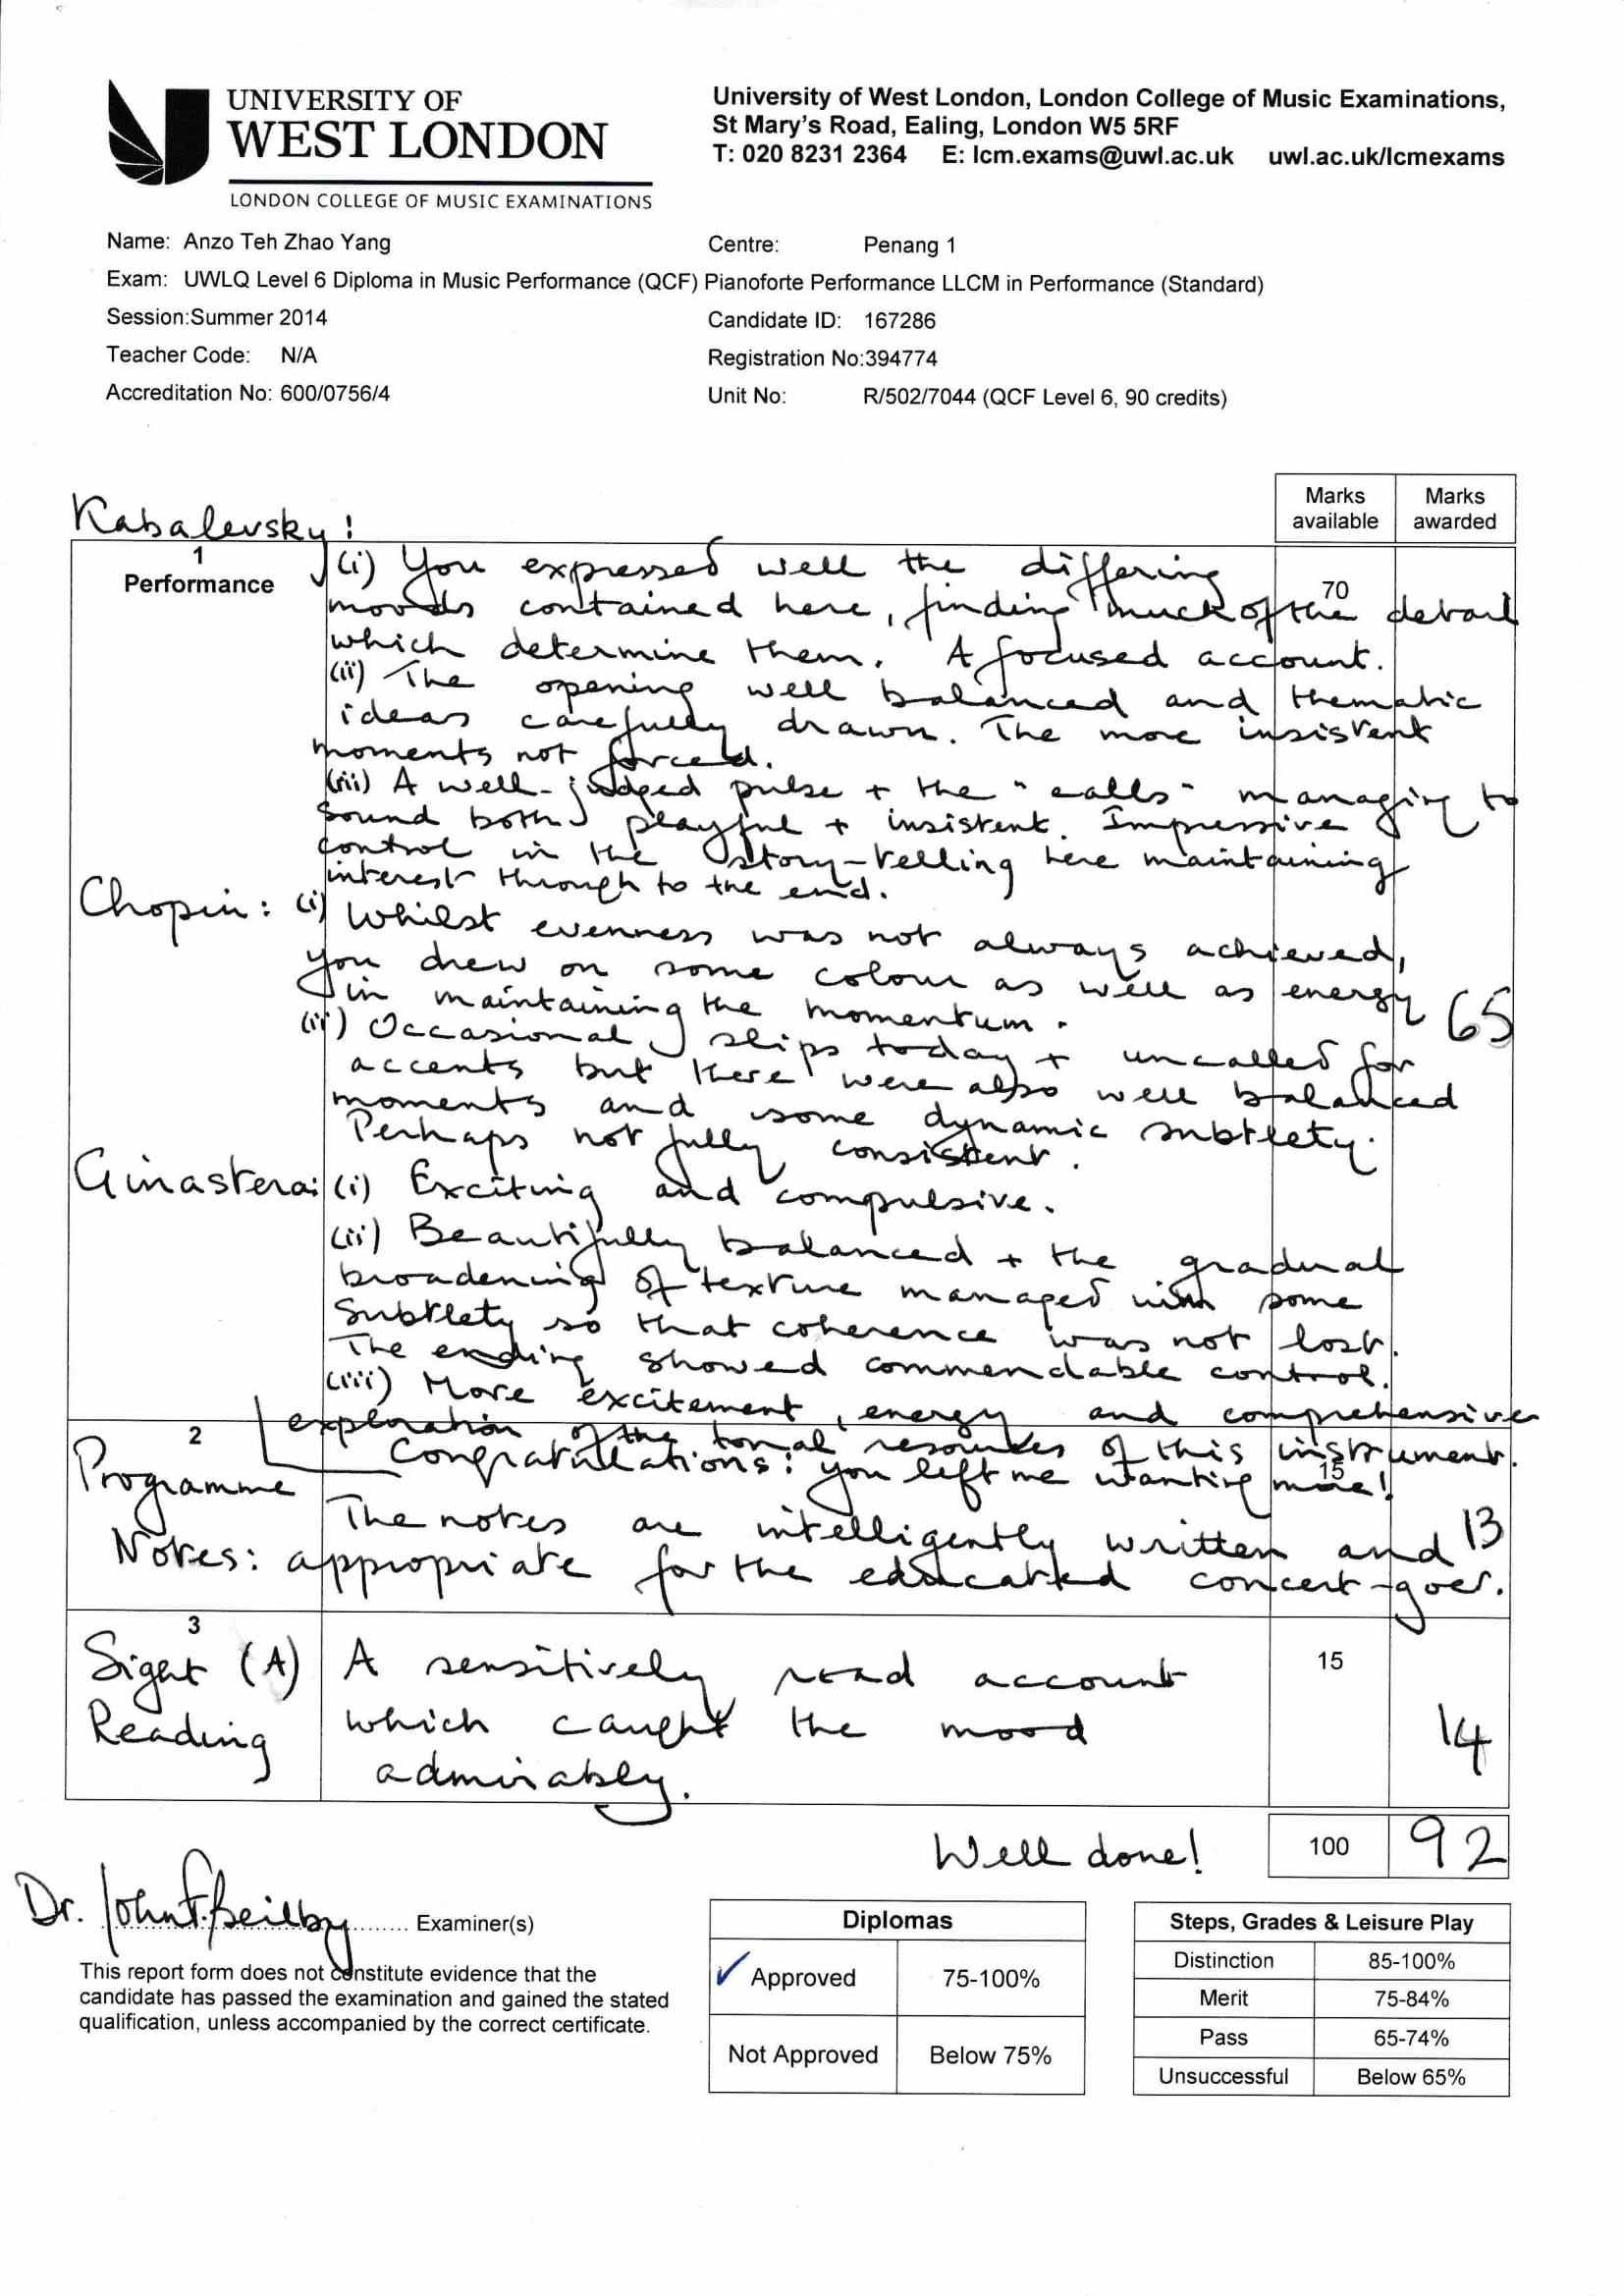 UNIVERSITY OF
WEST LONDON
LONDON COLLEGE OF MUSIC EXAMINATIONS
University of West London, London College of Music Examinations,
St Mary's Road, Ealing, London W5 5RF
T: 020 8231 2364 E: lcm.exams@uwl.ac.uk uwl.ac.uk/lcmexams
Name: Anzo Teh Zhao Yang Centre: Penang 1
Exam: UWLQ Level 6 Diploma in Music Performance (QCF) Pianoforte Performance LLCM in Performance (Standard)
Session:Summer 2014 Candidate ID: 167286
Teacher Code: N/A Registration No:394774
Accreditation No: 600/0756/4 Unit No: R/502/7044 (QCF Level 6, 90 credits)
Marks available Marks awarded
Kabalevsky:
1
Performance
70
(i) You expressed well the differing
moods contained here, finding much of the detail
which determine them. A focused account.
(ii) The opening well balanced and thematic
ideas carefully drawn. The more insistent
moments not forced.
(iii) A well-judged pulse + the "calls" managing to
sound both playful + insistent. Impressive
control in the story-telling here maintaining
interest through to the end.
Chopin: (i) Whilst evenness was not always achieved,
you drew on some colour as well as energy
in maintaining the momentum.
65
(ii) Occasional slips today + uncalled for
accents but there were also well balanced
moments and some dynamic subtlety.
Perhaps not fully consistent.
Ginastera: (i) Exciting and compulsive.
(ii) Beautifully balanced + the gradual
broadening of texture managed with some
subtlety so that coherence was not lost.
The ending showed commendable control.
(iii) More excitement, energy and comprehensive
exploration of the tonal resources of this instrument.
Congratulations: you left me wanting more!
2
Programme
Notes:
15
13
The notes are intelligently written and
appropriate for the educated concert-goer.
3
Sight (A)
Reading
A sensitively read account
which caught the mood
admirably.
15
14
Well done!
100 92
Dr. John F. Beilby Examiner(s)
This report form does not constitute evidence that the
candidate has passed the examination and gained the stated
qualification, unless accompanied by the correct certificate.
Diplomas
✓ Approved 75-100%
Not Approved Below 75%
Steps, Grades & Leisure Play
Distinction 85-100%
Merit 75-84%
Pass 65-74%
Unsuccessful Below 65%